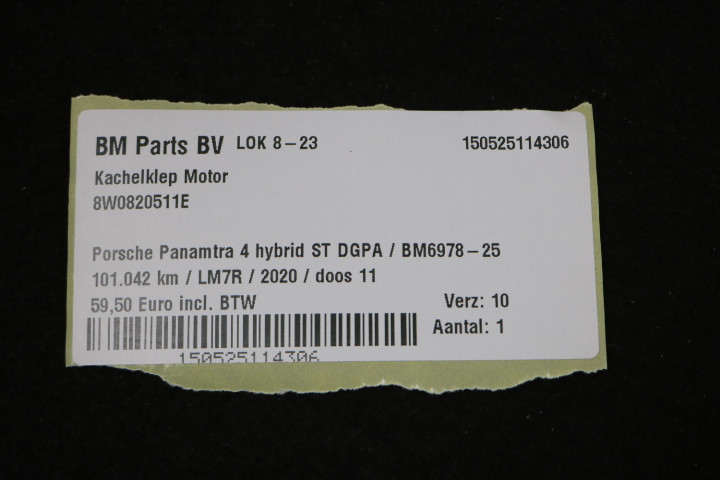 BM Parts BV LOK 8-23 150525114306
Kachelklep Motor
8W0820511E
Porsche Panamtra 4 hybrid ST DGPA / BM6978-25
101.042 km / LM7R / 2020 / doos 11
59,50 Euro incl. BTW Verz: 10
Aantal: 1
150525114306